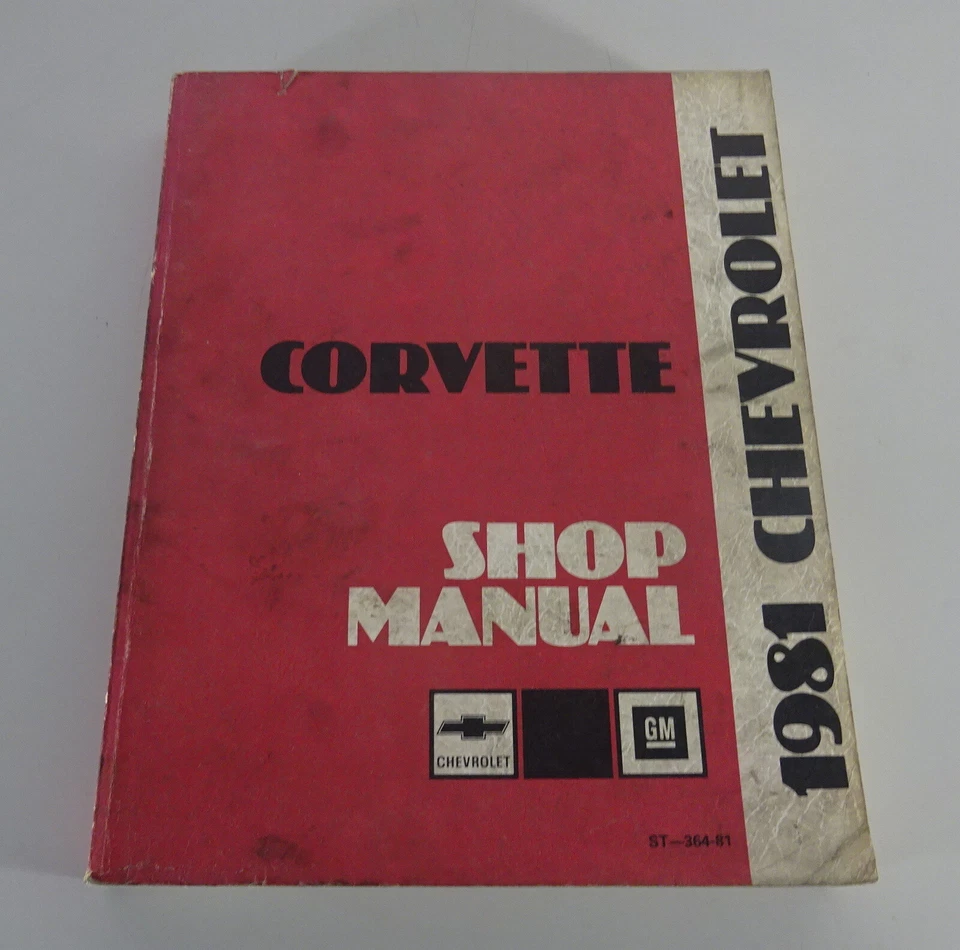 CORVETTE
SHOP
MANUAL
CHEVROLET
GM
ST-364-81
1981 CHEVROLET